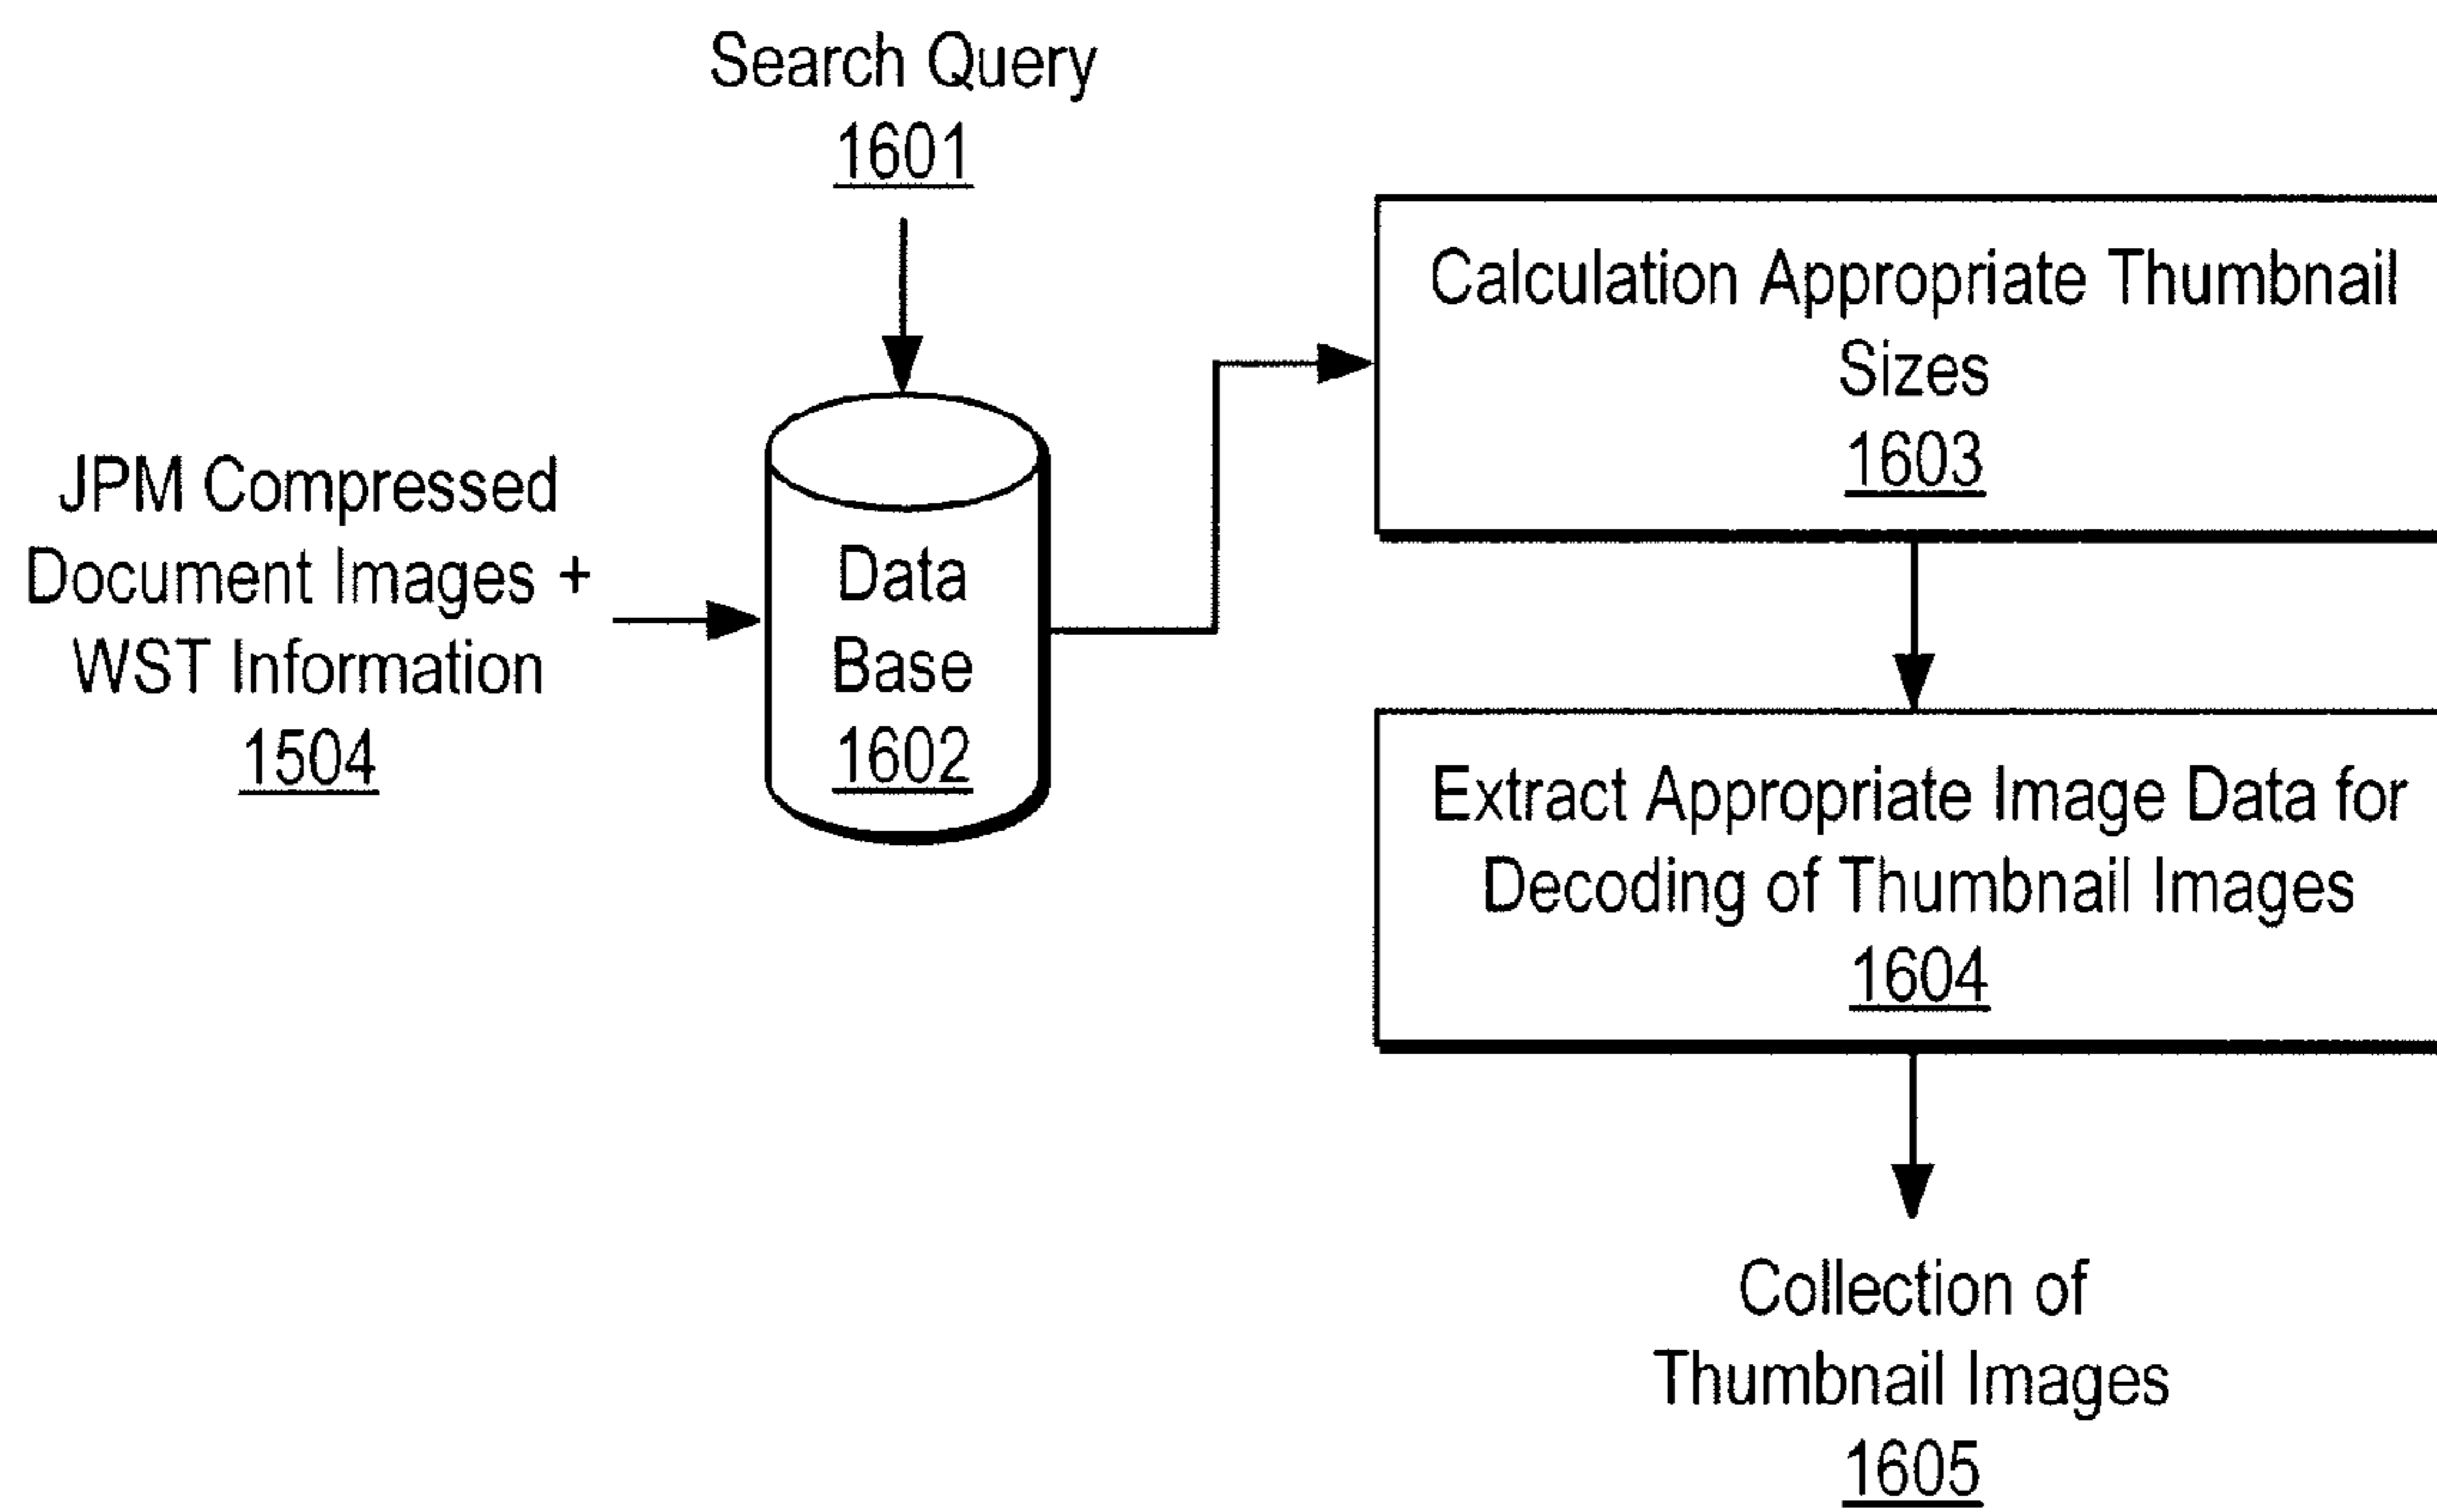 Search Query
1601
JPM Compressed
Document Images +
WST Information
1504
Data
Base
1602
Calculation Appropriate Thumbnail
Sizes
1603
Extract Appropriate Image Data for
Decoding of Thumbnail Images
1604
Collection of
Thumbnail Images
1605